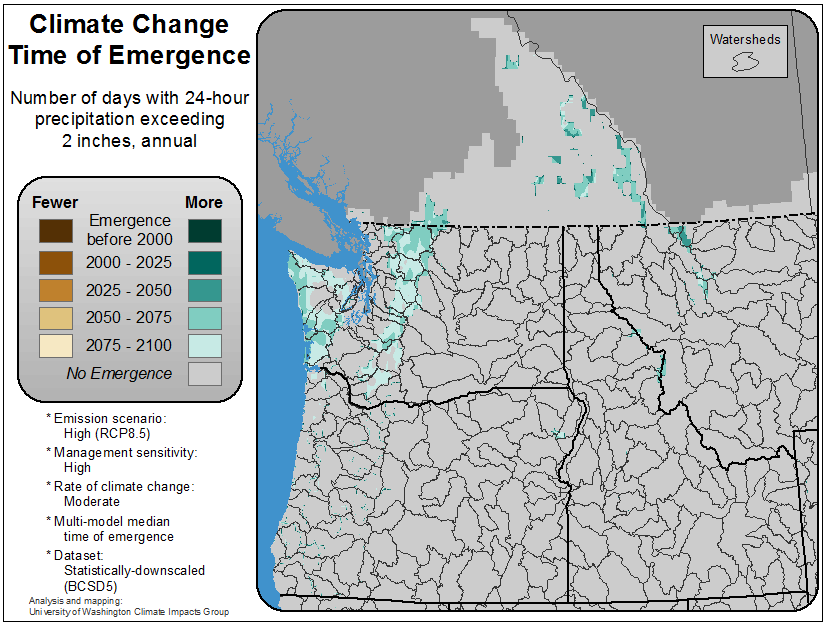 Climate Change
Time of Emergence
Number of days with 24-hour
precipitation exceeding
2 inches, annual
Watersheds
Fewer More
Emergence
before 2000
2000 - 2025
2025 - 2050
2050 - 2075
2075 - 2100
No Emergence
* Emission scenario:
High (RCP8.5)
* Management sensitivity:
High
* Rate of climate change:
Moderate
* Multi-model median
time of emergence
* Dataset:
Statistically-downscaled
(BCSD5)
Analysis and mapping:
University of Washington Climate Impacts Group